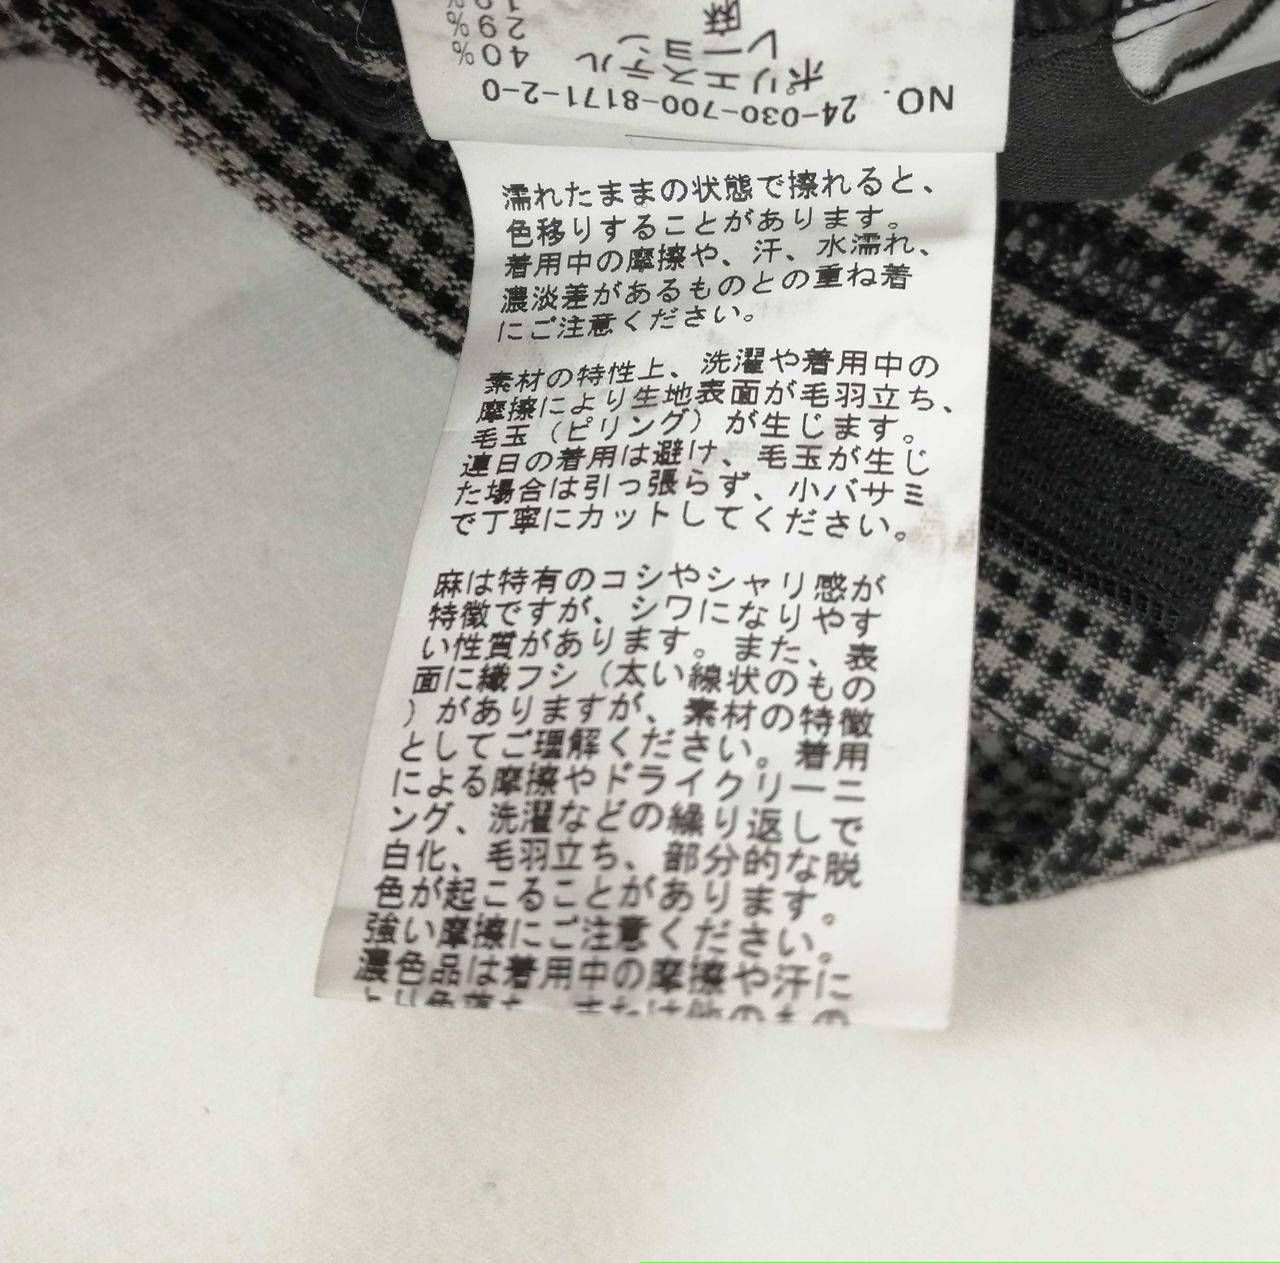 NO. 24-030-700-8171-2-0
ポリエステル 40%
レーヨン 29%
麻
濡れたままの状態で擦れると、
色移りすることがあります。
着用中の摩擦や、汗、水濡れ、
濃淡差があるものとの重ね着
にご注意ください。
素材の特性上、洗濯や着用中の
摩擦により生地表面が毛羽立ち、
毛玉（ピリング）が生じます。
連日の着用は避け、毛玉が生じ
た場合は引っ張らず、小バサミ
で丁寧にカットしてください。
麻は特有のコシやシャリ感が
特徴ですが、シワになりやす
い性質があります。また、表
面に繊フシ（太い線状のもの
）がありますが、素材の特徴
としてご理解ください。着用
による摩擦やドライクリーニ
ング、洗濯などの繰り返しで
白化、毛羽立ち、部分的な脱
色が起こることがあります。
強い摩擦にご注意ください。
濃色品は着用中の摩擦や汗に
より色落ち、または他のもの